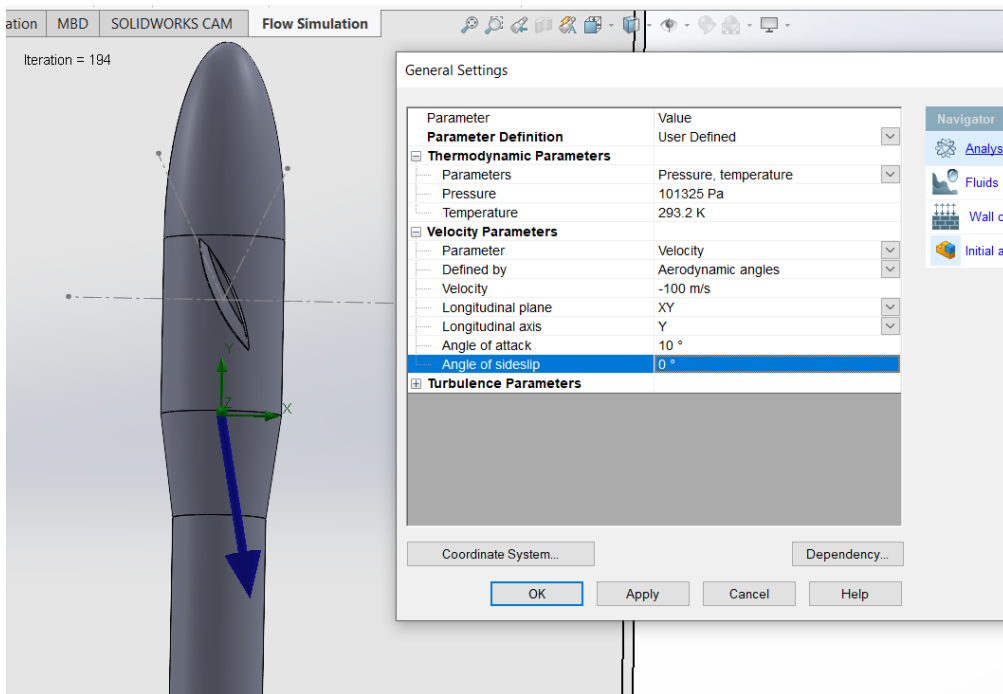 ation MBD SOLIDWORKS CAM Flow Simulation
Iteration = 194
General Settings
Parameter Value
Parameter Definition User Defined
Thermodynamic Parameters
Parameters Pressure, temperature
Pressure 101325 Pa
Temperature 293.2 K
Velocity Parameters
Parameter Velocity
Defined by Aerodynamic angles
Velocity -100 m/s
Longitudinal plane XY
Longitudinal axis Y
Angle of attack 10 °
Angle of sideslip 0 °
Turbulence Parameters
Coordinate System... Dependency...
OK Apply Cancel Help
Navigator
Analys
Fluids
Wall c
Initial a
Y
Z
X